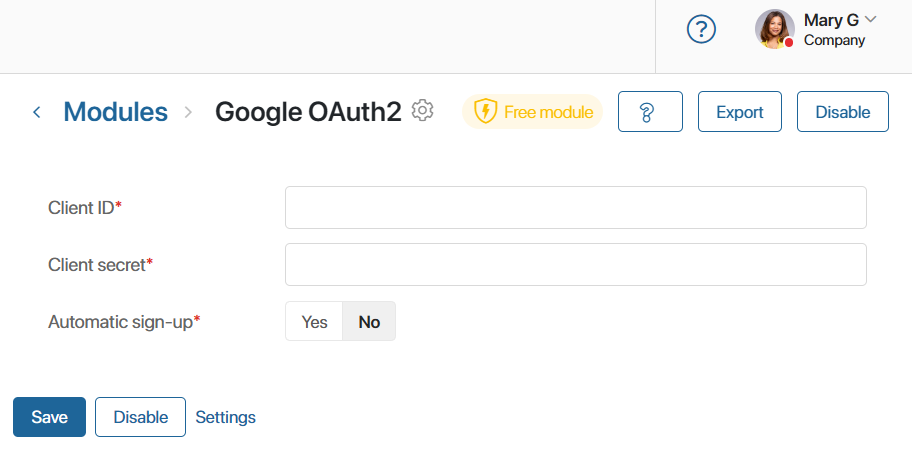 Mary G
Company
Modules
Google OAuth2
Free module
Export
Disable
Client ID*
Client secret*
Automatic sign-up*
Yes
No
Save
Disable
Settings